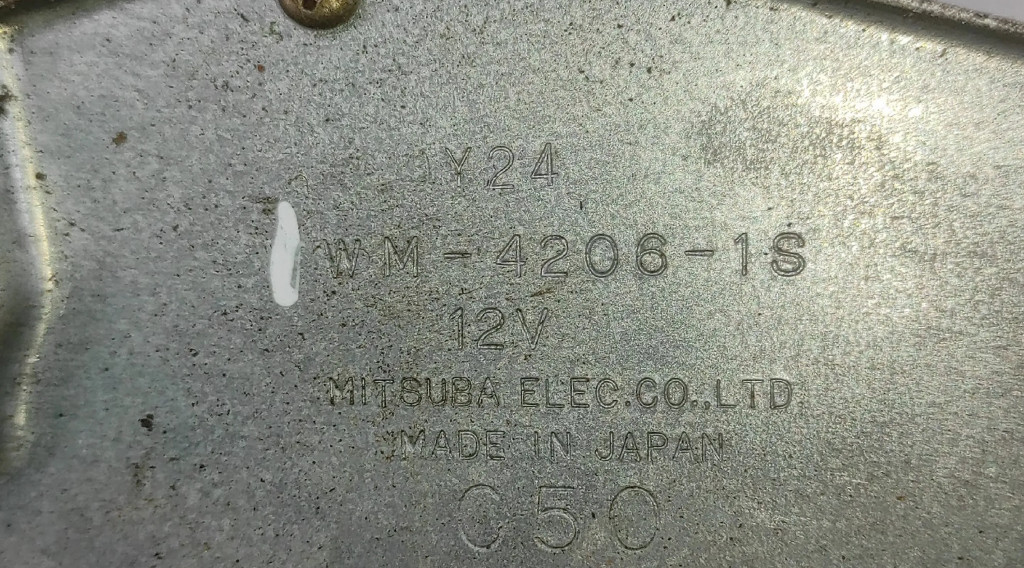 Y24
WM-4206-1S
12V
MITSUBA ELEC.CO.,LTD.
MADE IN JAPAN
C50